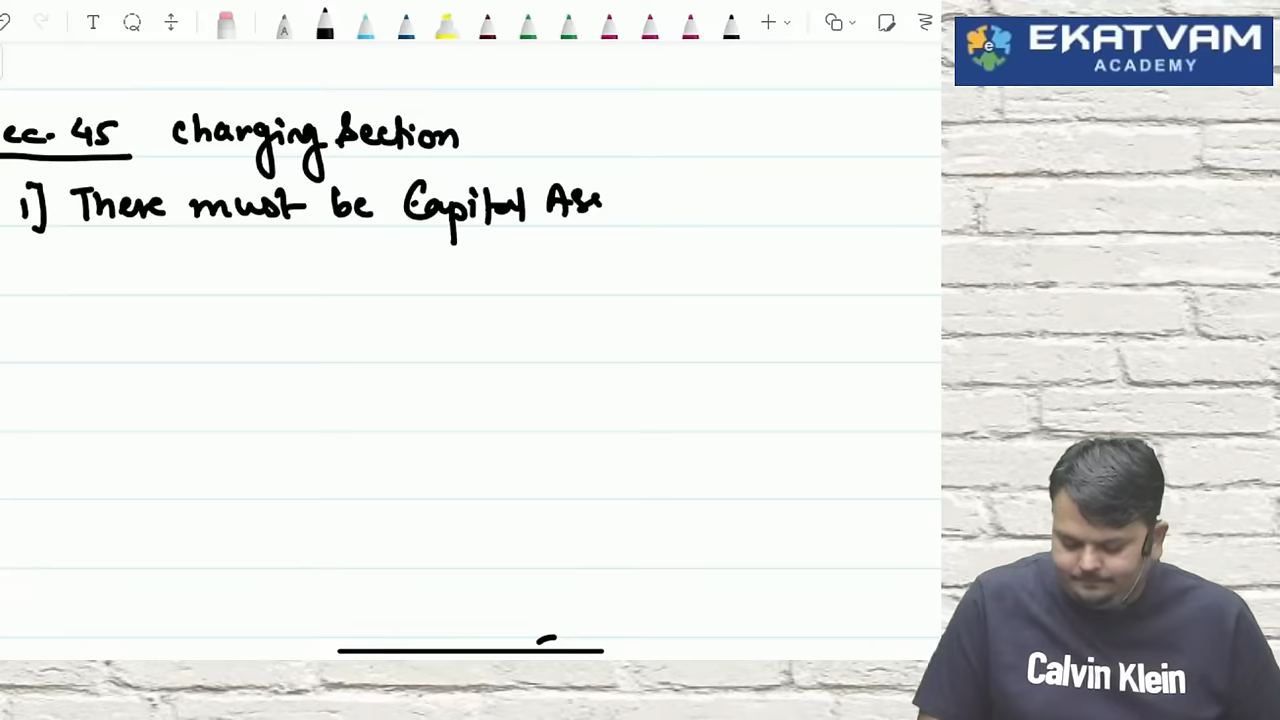 EKATVAM
ACADEMY
ec. 45 charging Section
1] There must be Capital Ass
Calvin Klein